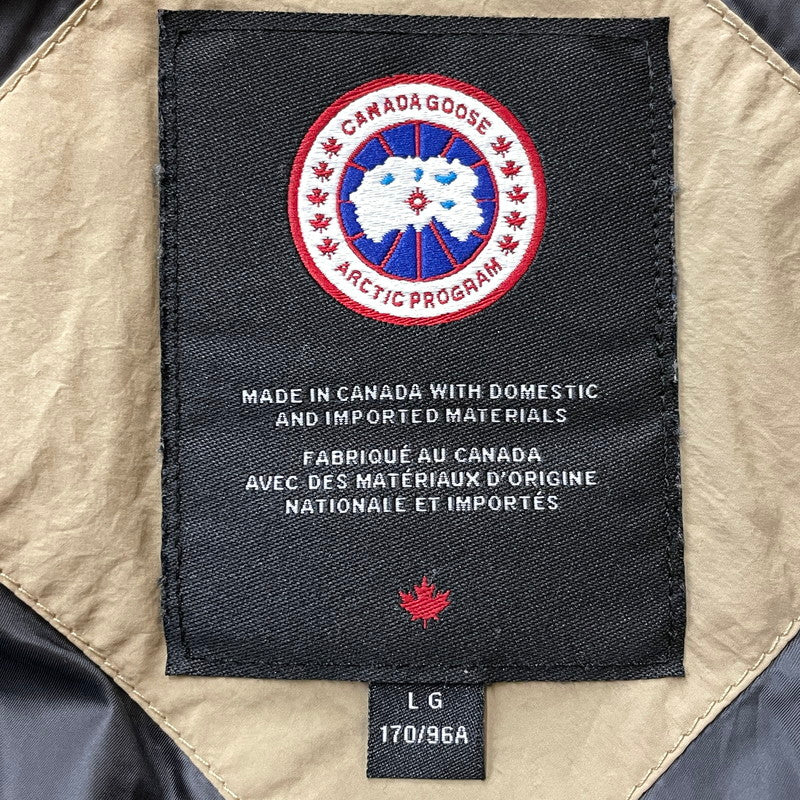 CANADA GOOSE
ARCTIC PROGRAM
MADE IN CANADA WITH DOMESTIC
AND IMPORTED MATERIALS
FABRIQUÉ AU CANADA
AVEC DES MATÉRIAUX D'ORIGINE
NATIONALE ET IMPORTÉS
LG
170/96A